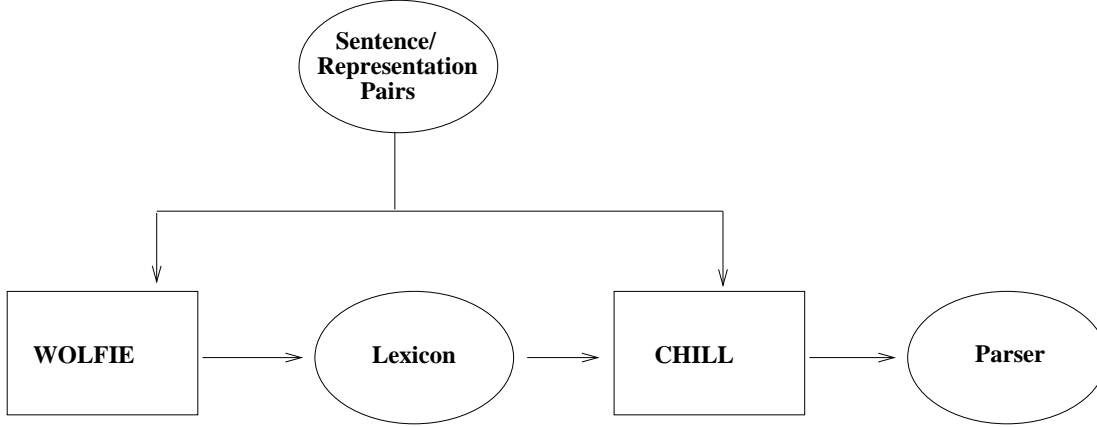 Sentence/
Representation
Pairs
WOLFIE
Lexicon
CHILL
Parser